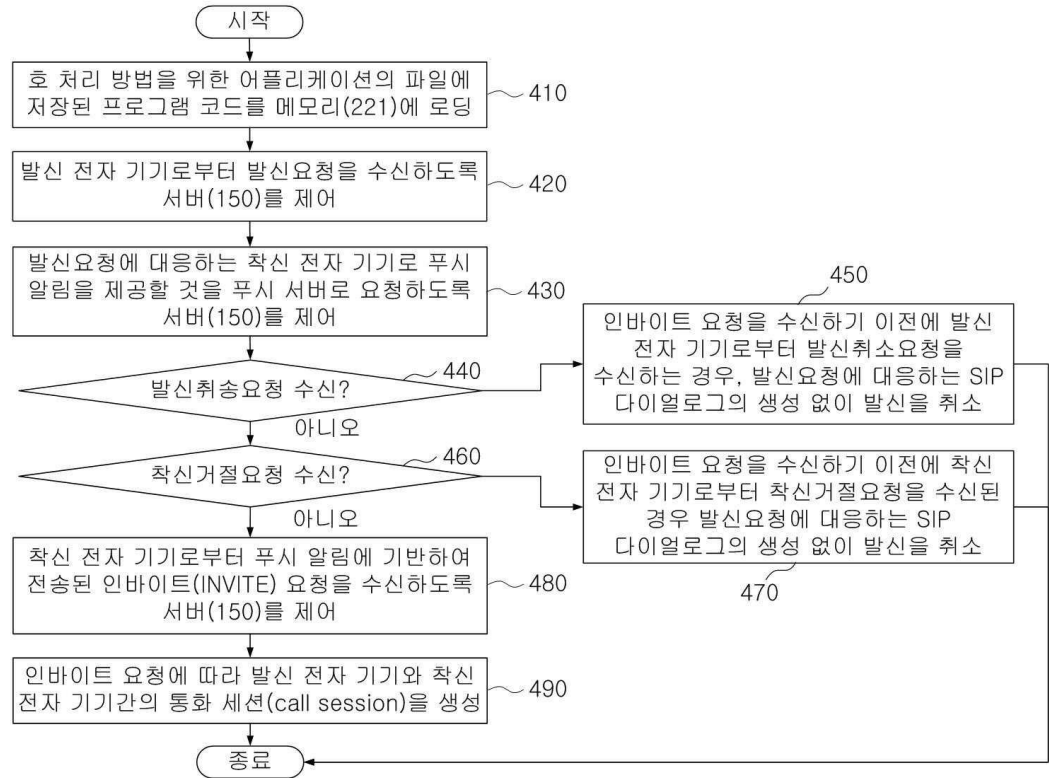 시작
호 처리 방법을 위한 어플리케이션의 파일에
저장된 프로그램 코드를 메모리(221)에 로딩
410
발신 전자 기기로부터 발신요청을 수신하도록
서버(150)를 제어
420
발신요청에 대응하는 착신 전자 기기로 푸시
알림을 제공할 것을 푸시 서버로 요청하도록
서버(150)를 제어
430
발신취송요청 수신?
440
아니오
450
인바이트 요청을 수신하기 이전에 발신
전자 기기로부터 발신취소요청을
수신하는 경우, 발신요청에 대응하는 SIP
다이얼로그의 생성 없이 발신을 취소
착신거절요청 수신?
460
아니오
인바이트 요청을 수신하기 이전에 착신
전자 기기로부터 착신거절요청을 수신된
경우 발신요청에 대응하는 SIP
다이얼로그의 생성 없이 발신을 취소
470
착신 전자 기기로부터 푸시 알림에 기반하여
전송된 인바이트(INVITE) 요청을 수신하도록
서버(150)를 제어
480
인바이트 요청에 따라 발신 전자 기기와 착신
전자 기기간의 통화 세션(call session)을 생성
490
종료